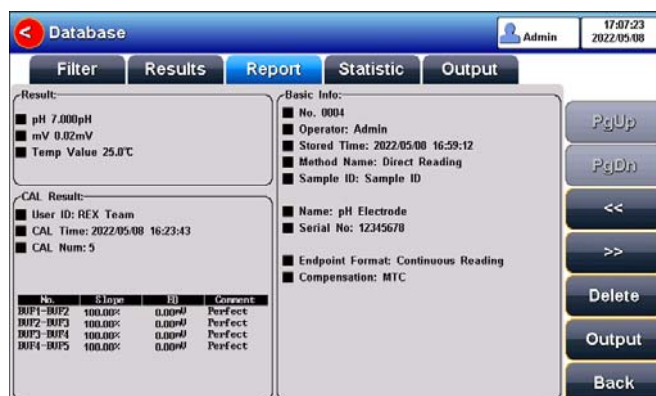 Database
Admin
17:07:23
2022/05/08
Filter Results Report Statistic Output
Result:
pH 7.000pH
mV 0.02mV
Temp Value 25.0℃
CAL Result:
User ID: REX Team
CAL Time: 2022/05/08 16:23:43
CAL Num: 5
No. Slope E0 Comment
BUF1-BUF2 100.00% 0.00mV Perfect
BUF2-BUF3 100.00% 0.00mV Perfect
BUF3-BUF4 100.00% 0.00mV Perfect
BUF4-BUF5 100.00% 0.00mV Perfect
Basic Info:
No. 0004
Operator: Admin
Stored Time: 2022/05/08 16:59:12
Method Name: Direct Reading
Sample ID: Sample ID
Name: pH Electrode
Serial No: 12345678
Endpoint Format: Continuous Reading
Compensation: MTC
PgUp
PgDn
<<
>>
Delete
Output
Back